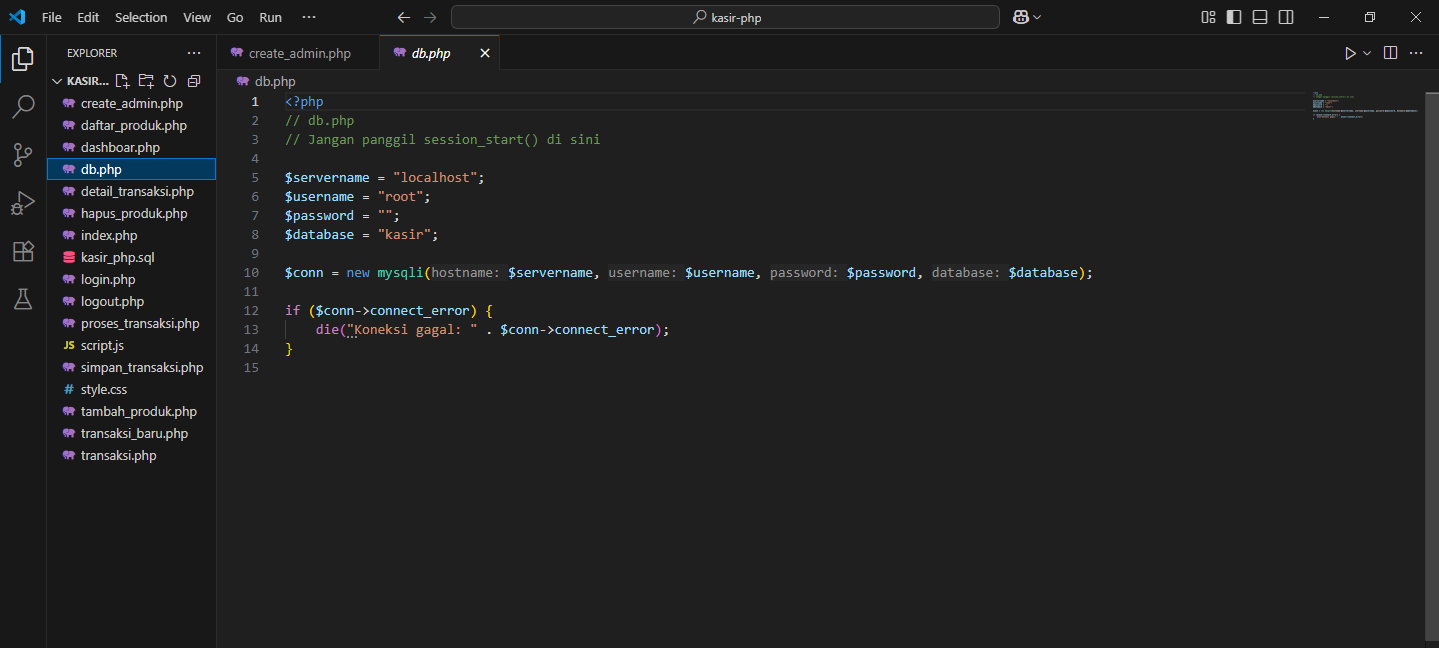 File Edit Selection View Go Run ···
kasir-php
EXPLORER ···
KASIR...
create_admin.php
daftar_produk.php
dashboar.php
db.php
detail_transaksi.php
hapus_produk.php
index.php
kasir_php.sql
login.php
logout.php
proses_transaksi.php
JS script.js
simpan_transaksi.php
# style.css
tambah_produk.php
transaksi_baru.php
transaksi.php
create_admin.php db.php
db.php
1 <?php
2 // db.php
3 // Jangan panggil session_start() di sini
4
5 $servername = "localhost";
6 $username = "root";
7 $password = "";
8 $database = "kasir";
9
10 $conn = new mysqli(hostname: $servername, username: $username, password: $password, database: $database);
11
12 if ($conn->connect_error) {
13 die("Koneksi gagal: " . $conn->connect_error);
14 }
15